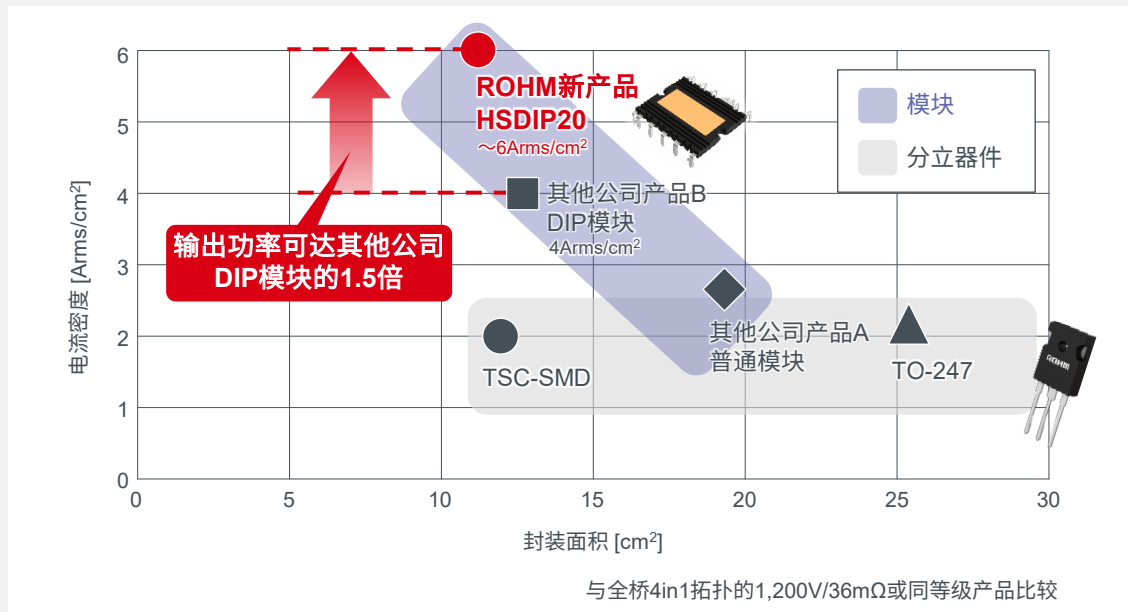 6
5
4
3
2
1
0
电流密度 [Arms/cm²]
ROHM新产品
HSDIP20
～6Arms/cm²
模块
分立器件
其他公司产品B
DIP模块
4Arms/cm²
输出功率可达其他公司
DIP模块的1.5倍
其他公司产品A
普通模块
TSC-SMD
TO-247
ROHM
0 5 10 15 20 25 30
封装面积 [cm²]
与全桥4in1拓扑的1,200V/36mΩ或同等级产品比较